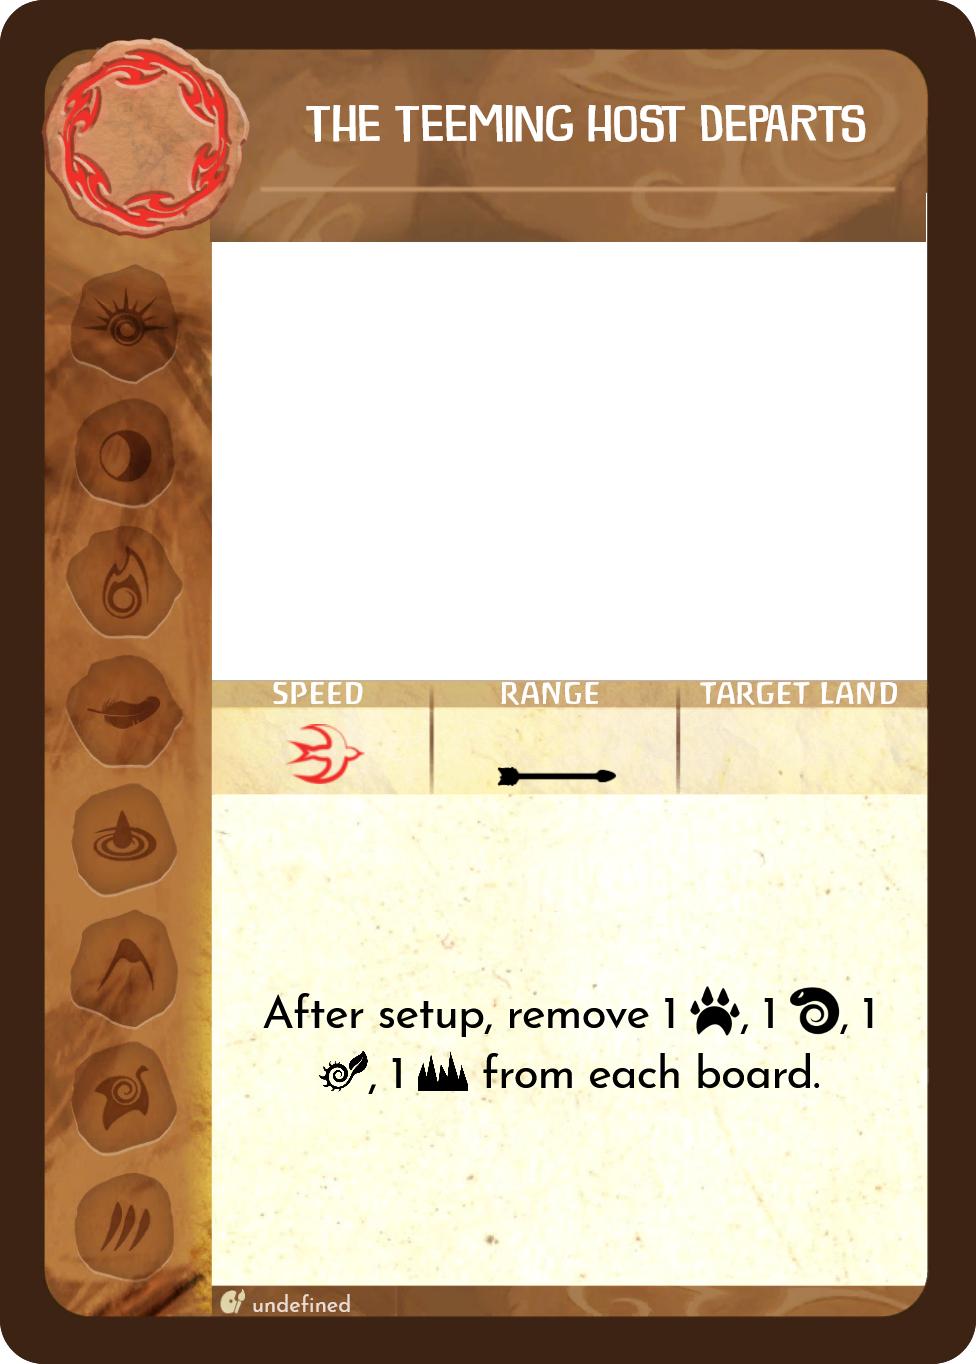 THE TEEMING HOST DEPARTS
SPEED RANGE TARGET LAND
After setup, remove 1 , 1 , 1
, 1 from each board.
undefined